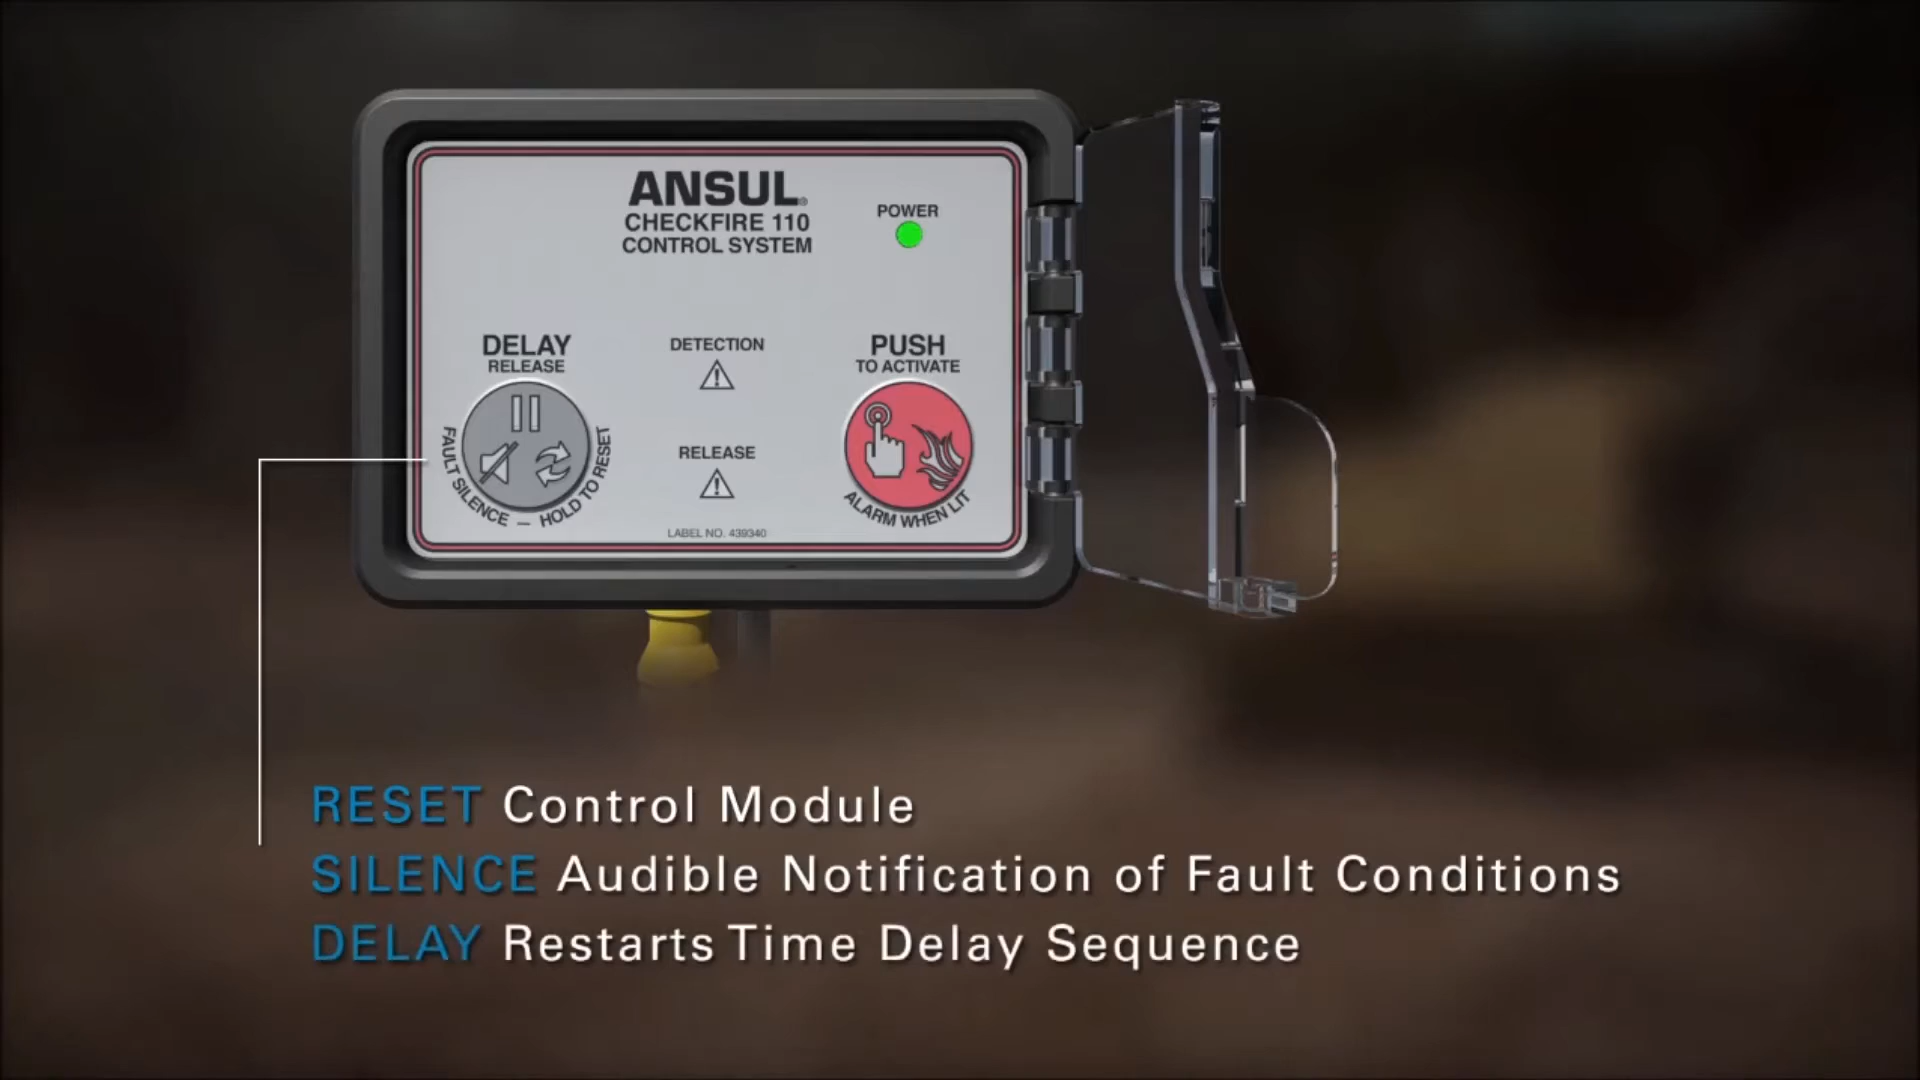 ANSUL®
CHECKFIRE 110
CONTROL SYSTEM
POWER
DELAY
RELEASE
FAULT SILENCE — HOLD TO RESET
DETECTION
RELEASE
LABEL NO. 439340
PUSH
TO ACTIVATE
ALARM WHEN LIT
RESET Control Module
SILENCE Audible Notification of Fault Conditions
DELAY Restarts Time Delay Sequence